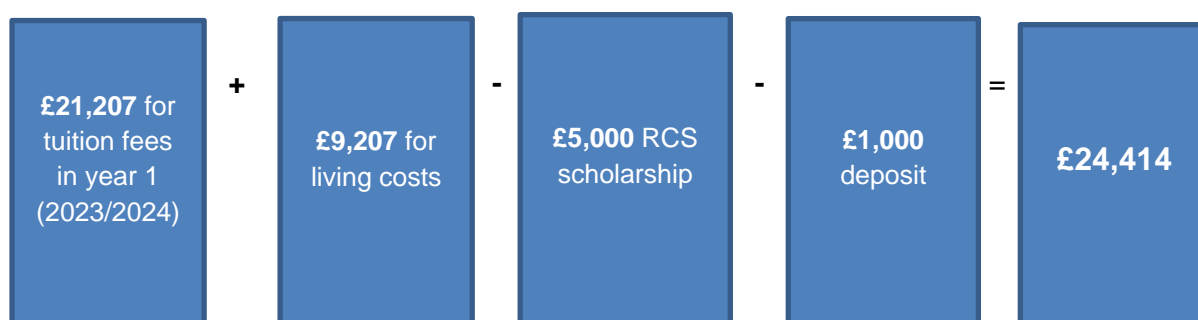 £21,207 for
tuition fees
in year 1
(2023/2024)
+
£9,207 for
living costs
-
£5,000 RCS
scholarship
-
£1,000
deposit
=
£24,414